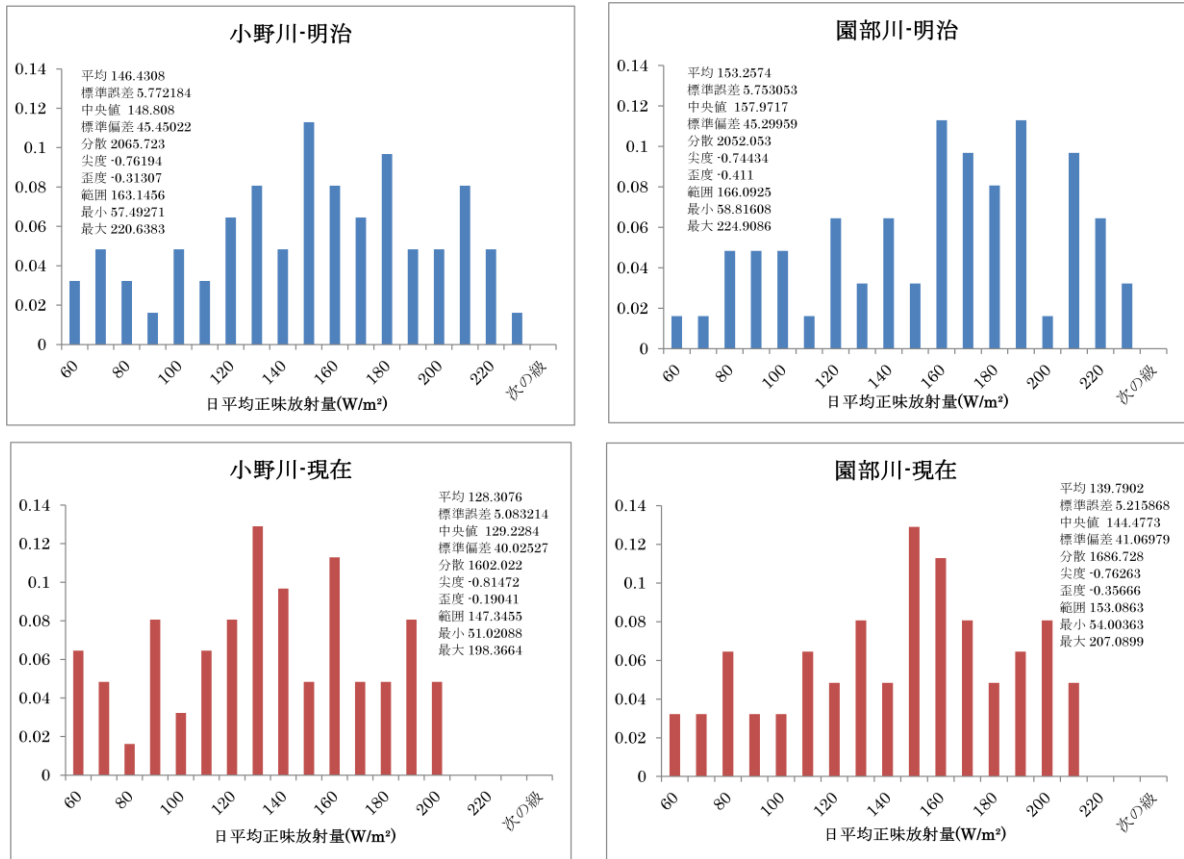 小野川-明治
平均 146.4308
標準誤差 5.772184
中央値 148.808
標準偏差 45.45022
分散 2065.723
尖度 -0.76194
歪度 -0.31307
範囲 163.1456
最小 57.49271
最大 220.6383
0.14
0.12
0.1
0.08
0.06
0.04
0.02
0
60
80
100
120
140
160
180
200
220
次の級
日平均正味放射量(W/m²)
園部川-明治
平均 153.2574
標準誤差 5.753053
中央値 157.9717
標準偏差 45.29959
分散 2052.053
尖度 -0.74434
歪度 -0.411
範囲 166.0925
最小 58.81608
最大 224.9086
0.14
0.12
0.1
0.08
0.06
0.04
0.02
0
60
80
100
120
140
160
180
200
220
次の級
日平均正味放射量(W/m²)
小野川-現在
平均 128.3076
標準誤差 5.083214
中央値 129.2284
標準偏差 40.02527
分散 1602.022
尖度 -0.81472
歪度 -0.19041
範囲 147.3455
最小 51.02088
最大 198.3664
0.14
0.12
0.1
0.08
0.06
0.04
0.02
0
60
80
100
120
140
160
180
200
220
次の級
日平均正味放射量(W/m²)
園部川-現在
平均 139.7902
標準誤差 5.215868
中央値 144.4773
標準偏差 41.06979
分散 1686.728
尖度 -0.76263
歪度 -0.35666
範囲 153.0863
最小 54.00363
最大 207.0899
0.14
0.12
0.1
0.08
0.06
0.04
0.02
0
60
80
100
120
140
160
180
200
220
次の級
日平均正味放射量(W/m²)